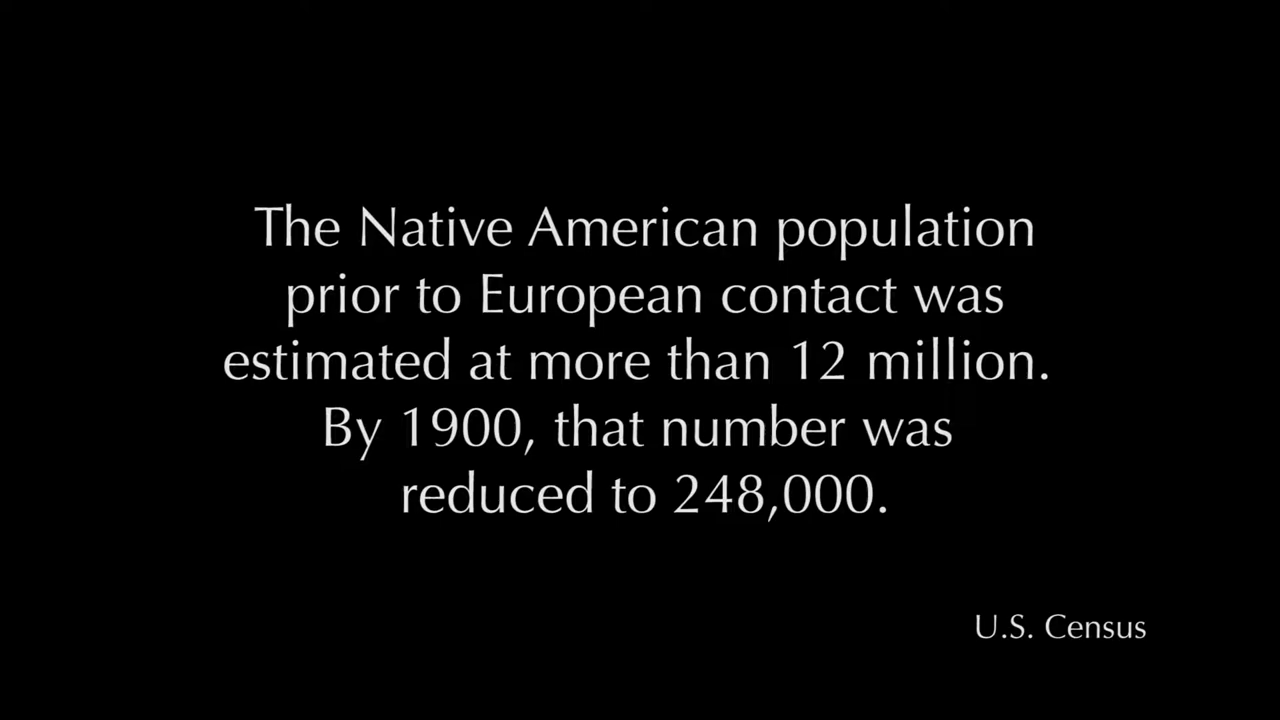 The Native American population
prior to European contact was
estimated at more than 12 million.
By 1900, that number was
reduced to 248,000.
U.S. Census